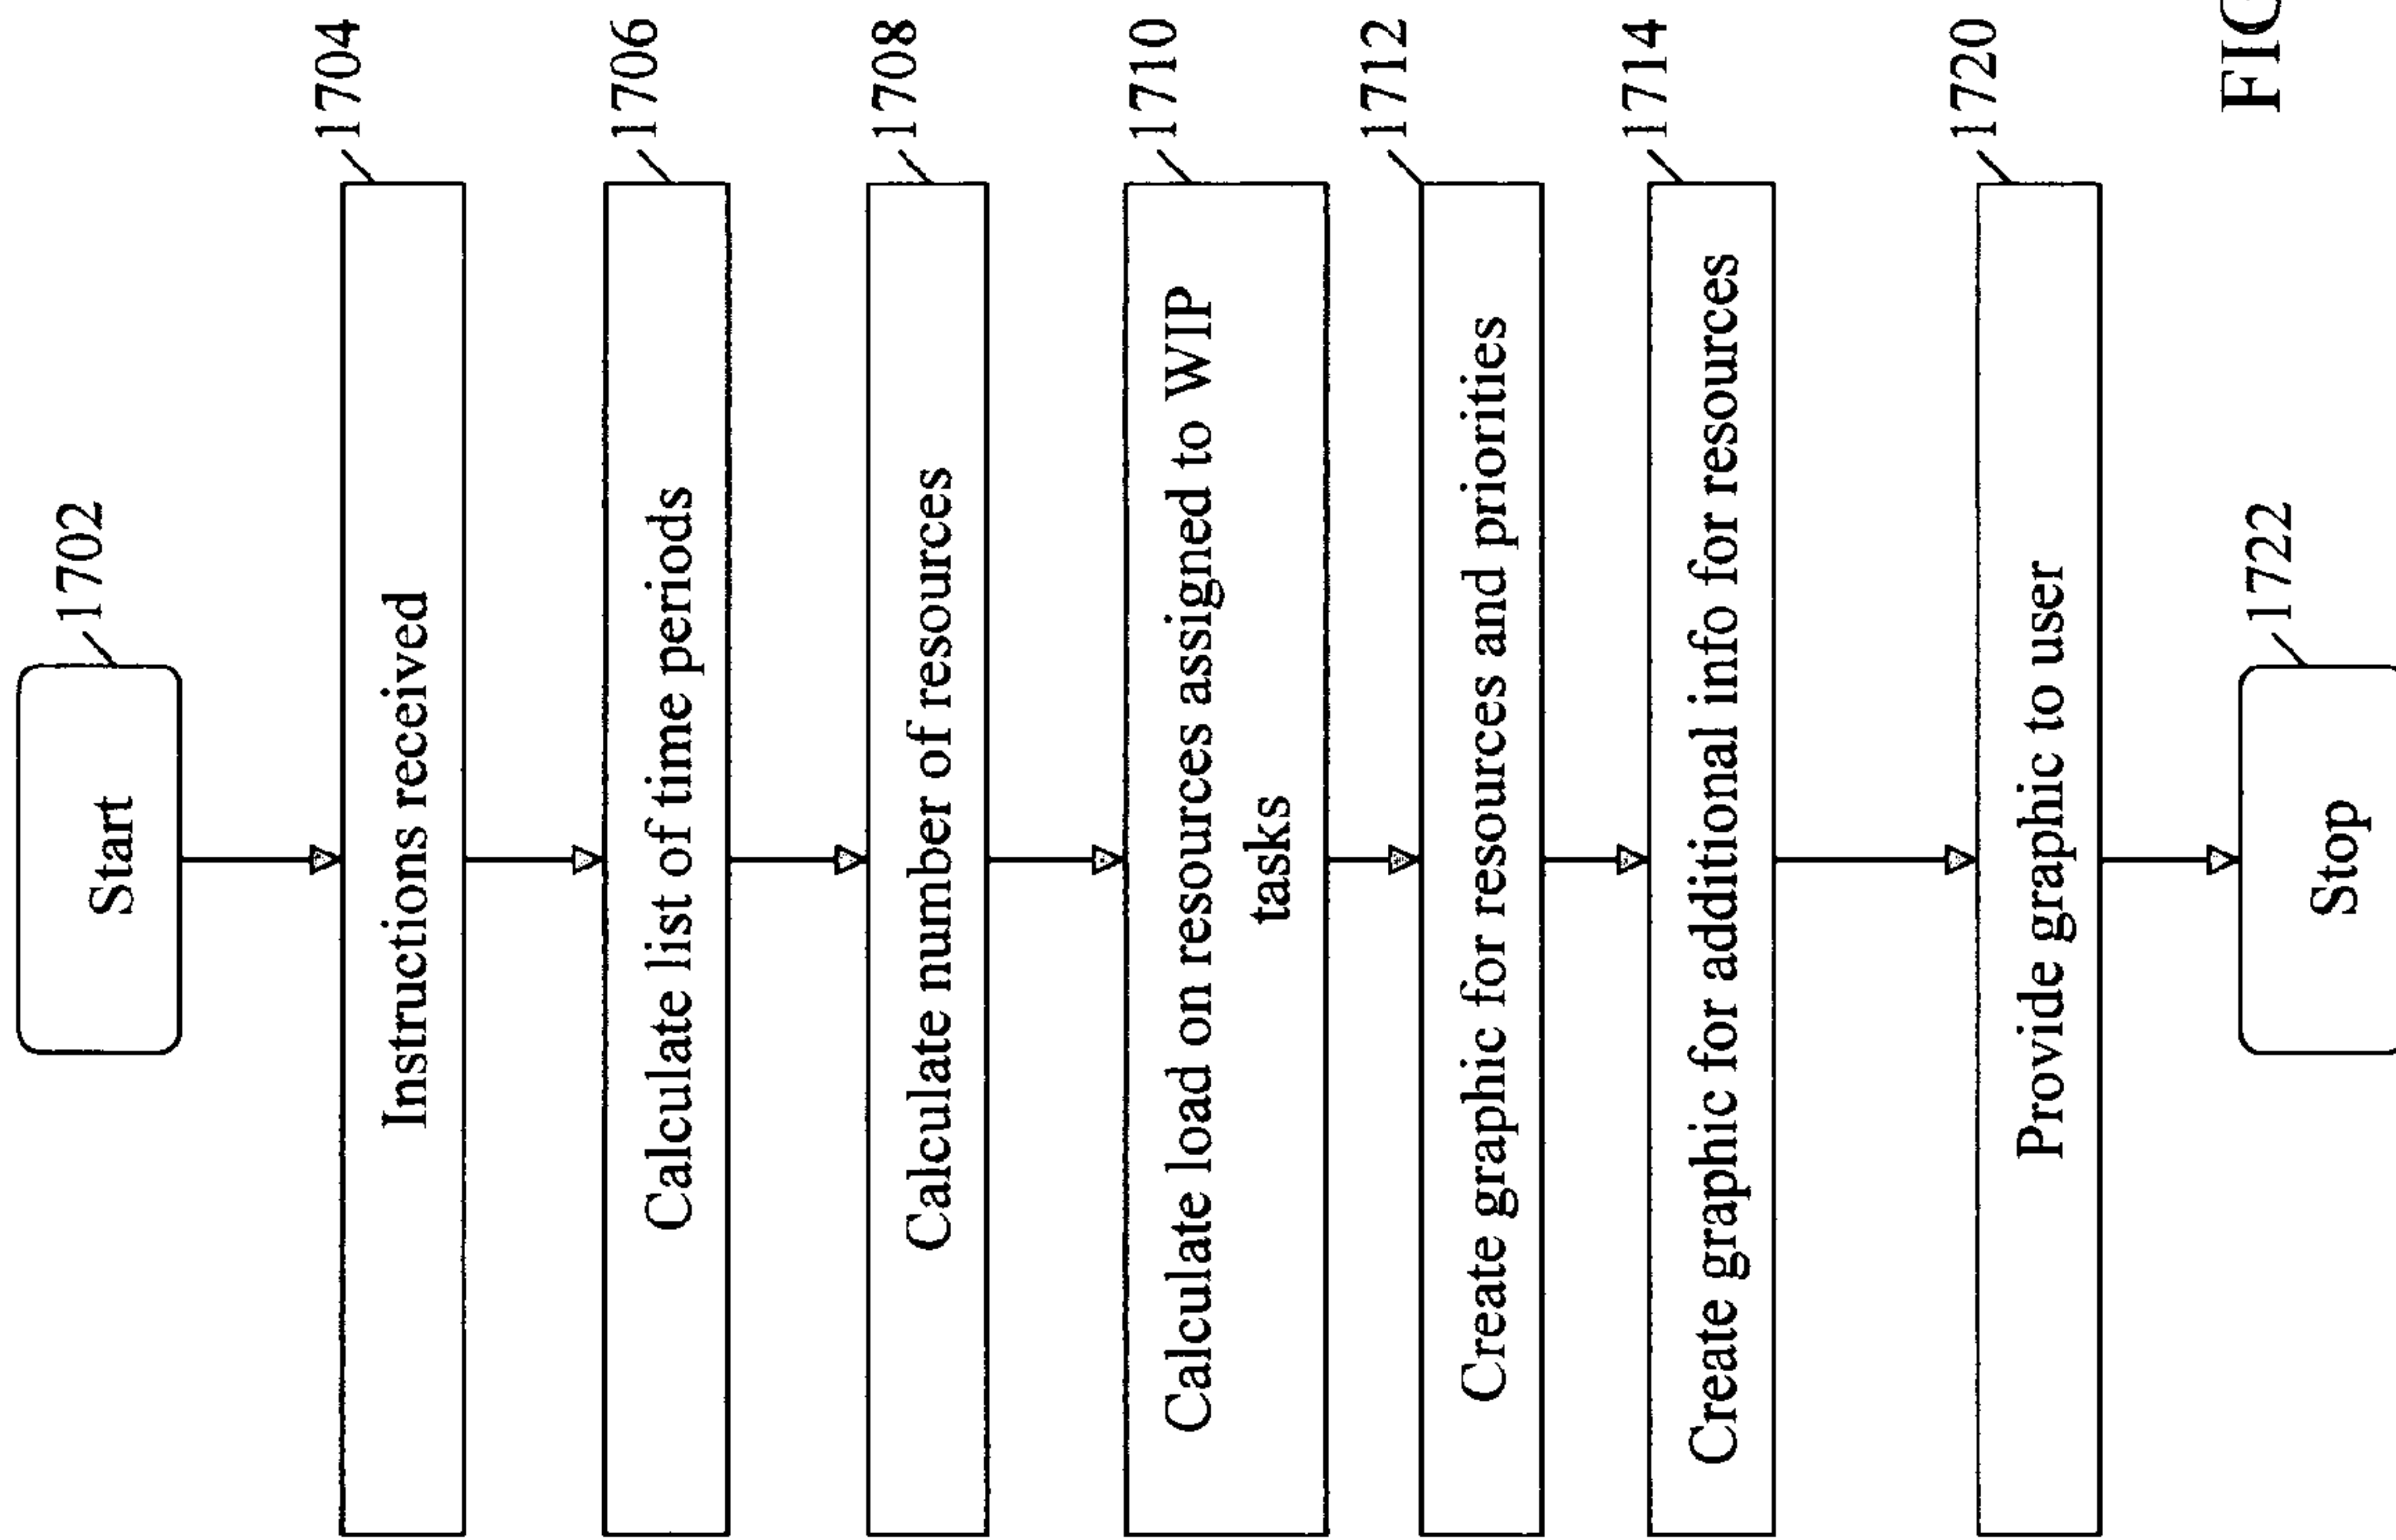 Start
1702
Instructions received
1704
Calculate list of time periods
1706
Calculate number of resources
1708
Calculate load on resources assigned to WIP
tasks
1710
Create graphic for resources and priorities
1712
Create graphic for additional info for resources
1714
Provide graphic to user
1720
Stop
1722